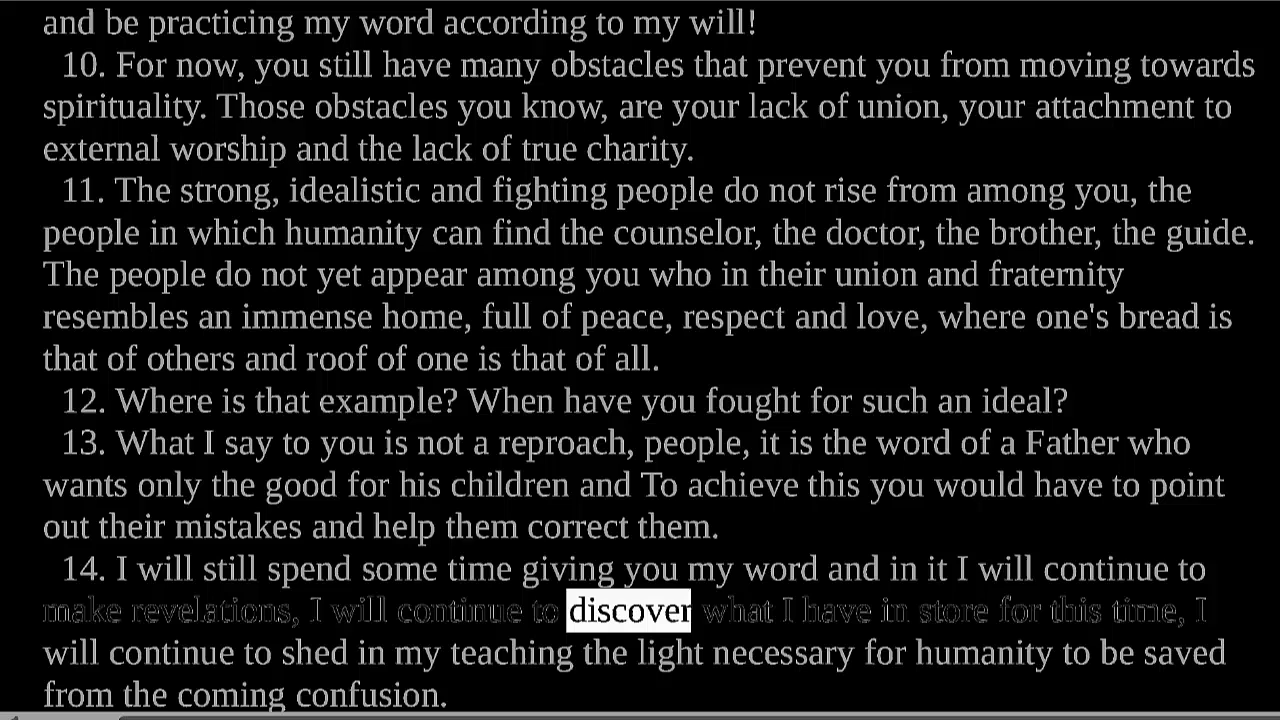 and be practicing my word according to my will!
10. For now, you still have many obstacles that prevent you from moving towards
spirituality. Those obstacles you know, are your lack of union, your attachment to
external worship and the lack of true charity.
11. The strong, idealistic and fighting people do not rise from among you, the
people in which humanity can find the counselor, the doctor, the brother, the guide.
The people do not yet appear among you who in their union and fraternity
resembles an immense home, full of peace, respect and love, where one's bread is
that of others and roof of one is that of all.
12. Where is that example? When have you fought for such an ideal?
13. What I say to you is not a reproach, people, it is the word of a Father who
wants only the good for his children and To achieve this you would have to point
out their mistakes and help them correct them.
14. I will still spend some time giving you my word and in it I will continue to
make revelations, I will continue to discover what I have in store for this time, I
will continue to shed in my teaching the light necessary for humanity to be saved
from the coming confusion.